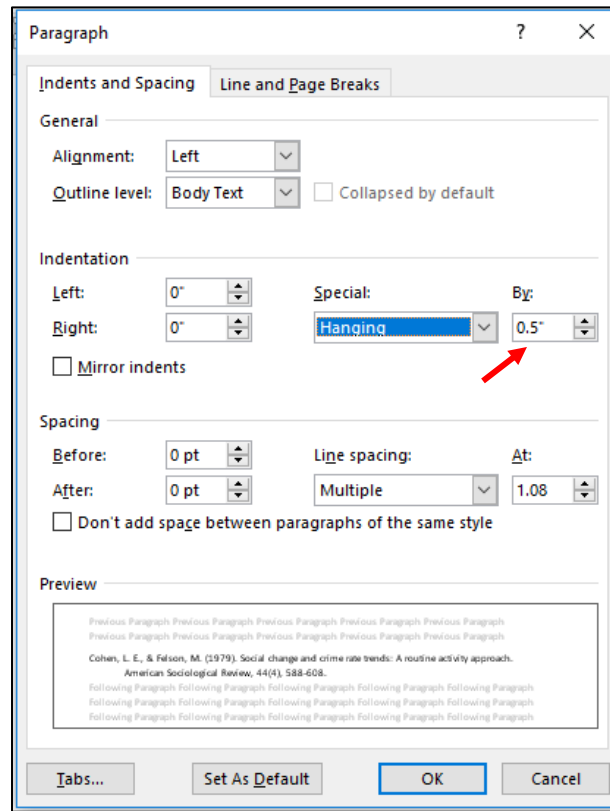 Paragraph ? ×
Indents and Spacing Line and Page Breaks
General
Alignment: Left
Outline level: Body Text Collapsed by default
Indentation
Left: 0" Special: By:
Right: 0" Hanging 0.5"
Mirror indents
Spacing
Before: 0 pt Line spacing: At:
After: 0 pt Multiple 1.08
Don't add space between paragraphs of the same style
Preview
Previous Paragraph Previous Paragraph Previous Paragraph Previous Paragraph Previous Paragraph
Previous Paragraph Previous Paragraph Previous Paragraph Previous Paragraph Previous Paragraph
Cohen, L. E., & Felson, M. (1979). Social change and crime rate trends: A routine activity approach.
American Sociological Review, 44(4), 588-608.
Following Paragraph Following Paragraph Following Paragraph Following Paragraph Following Paragraph
Following Paragraph Following Paragraph Following Paragraph Following Paragraph Following Paragraph
Following Paragraph Following Paragraph Following Paragraph Following Paragraph Following Paragraph
Tabs... Set As Default OK Cancel